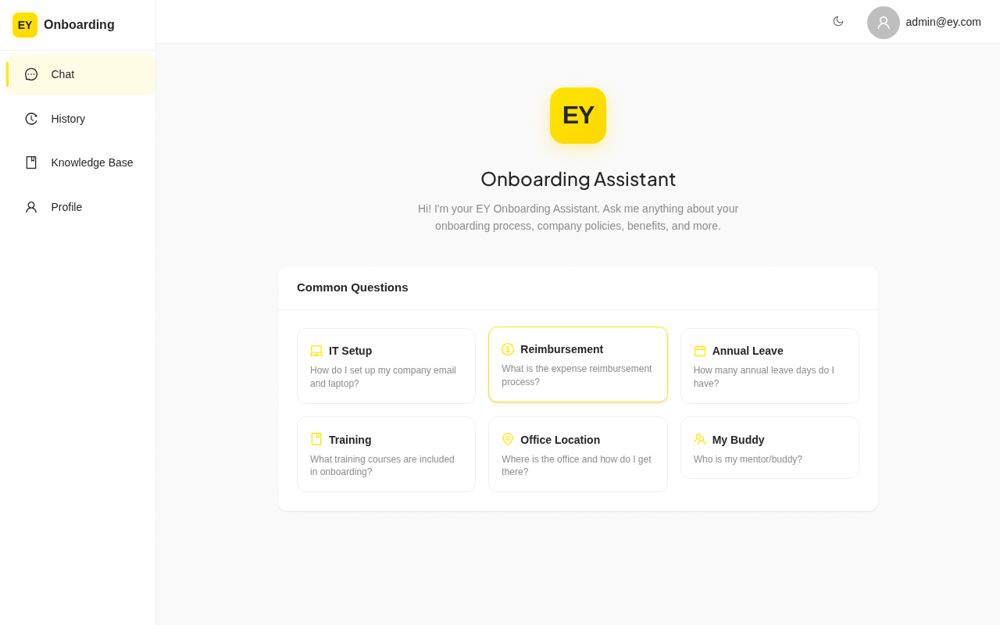 EY Onboarding
admin@ey.com
Chat
History
Knowledge Base
Profile
EY
Onboarding Assistant
Hi! I'm your EY Onboarding Assistant. Ask me anything about your
onboarding process, company policies, benefits, and more.
Common Questions
IT Setup
How do I set up my company email
and laptop?
$
Reimbursement
What is the expense reimbursement
process?
Annual Leave
How many annual leave days do I
have?
Training
What training courses are included
in onboarding?
Office Location
Where is the office and how do I get
there?
My Buddy
Who is my mentor/buddy?